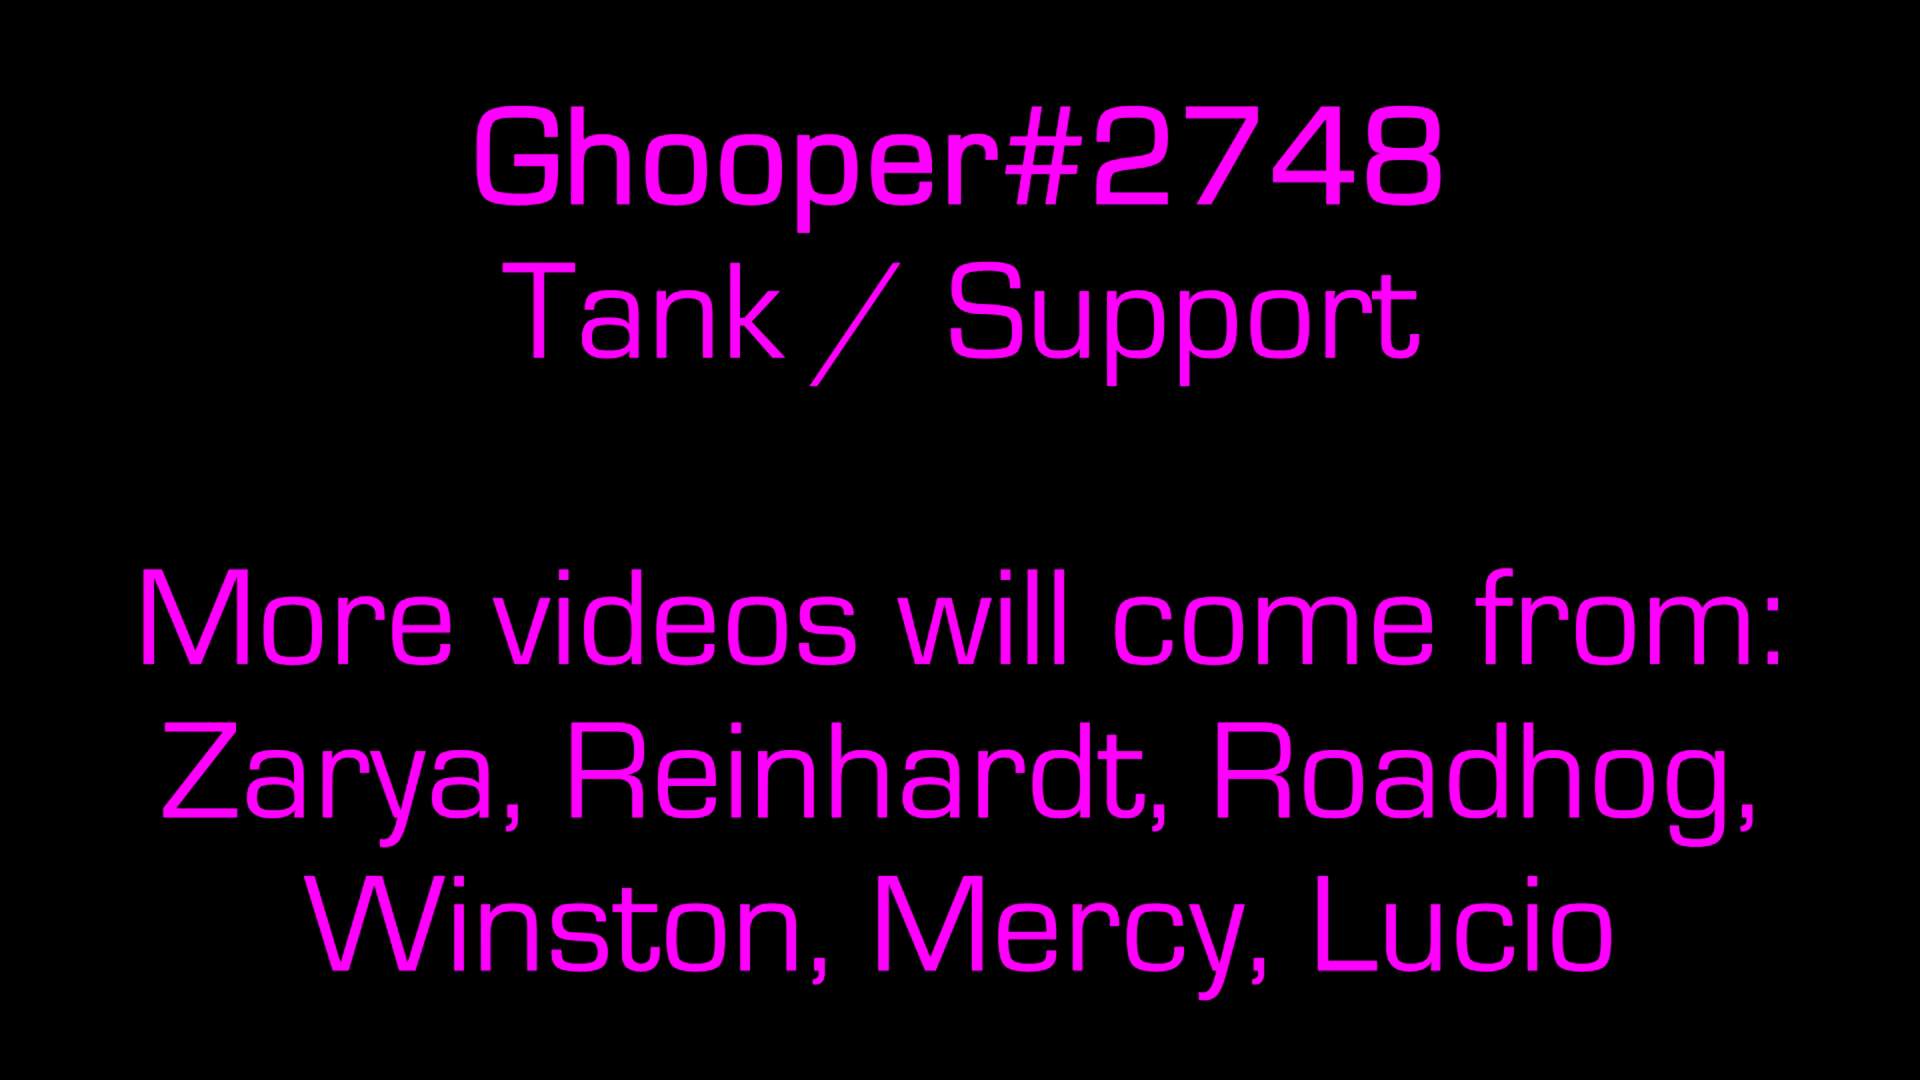 Ghooper#2748
Tank / Support
More videos will come from:
Zarya, Reinhardt, Roadhog,
Winston, Mercy, Lucio